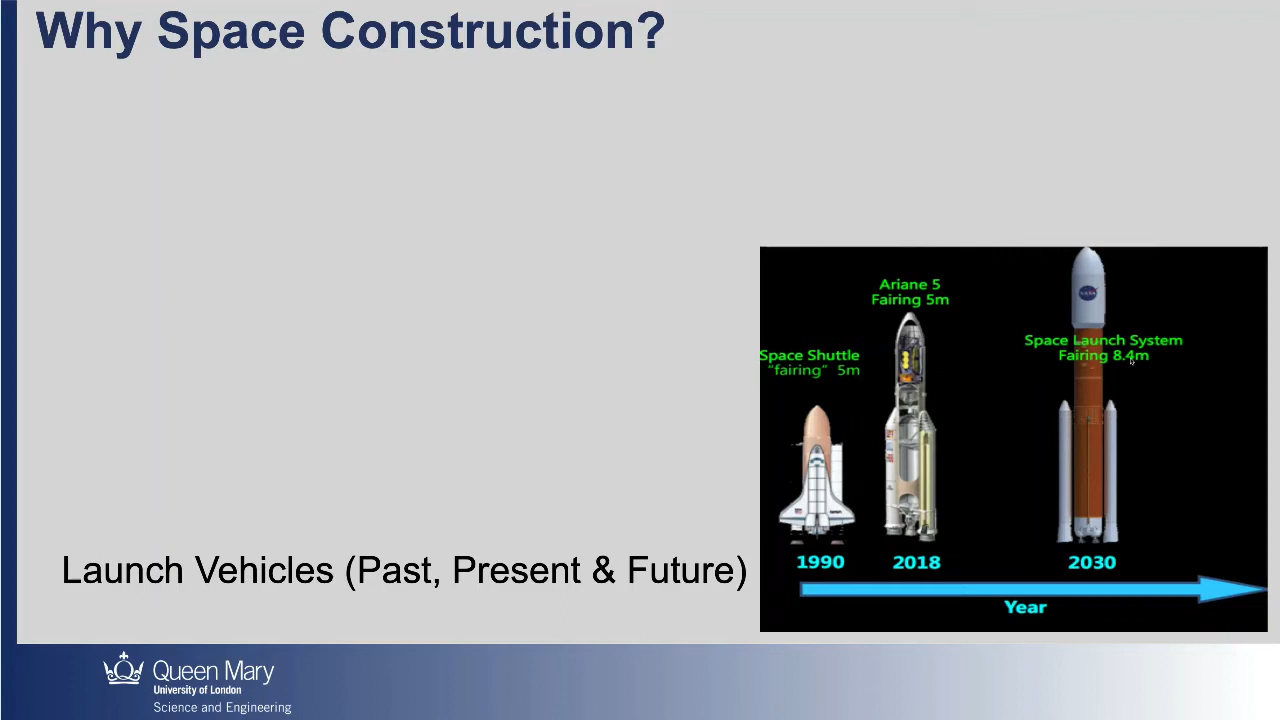 Why Space Construction?
Ariane 5
Fairing 5m
Space Launch System
Fairing 8.4m
Space Shuttle
"fairing" 5m
NASA
1990
2018
2030
Year
Launch Vehicles (Past, Present & Future)
Queen Mary
University of London
Science and Engineering